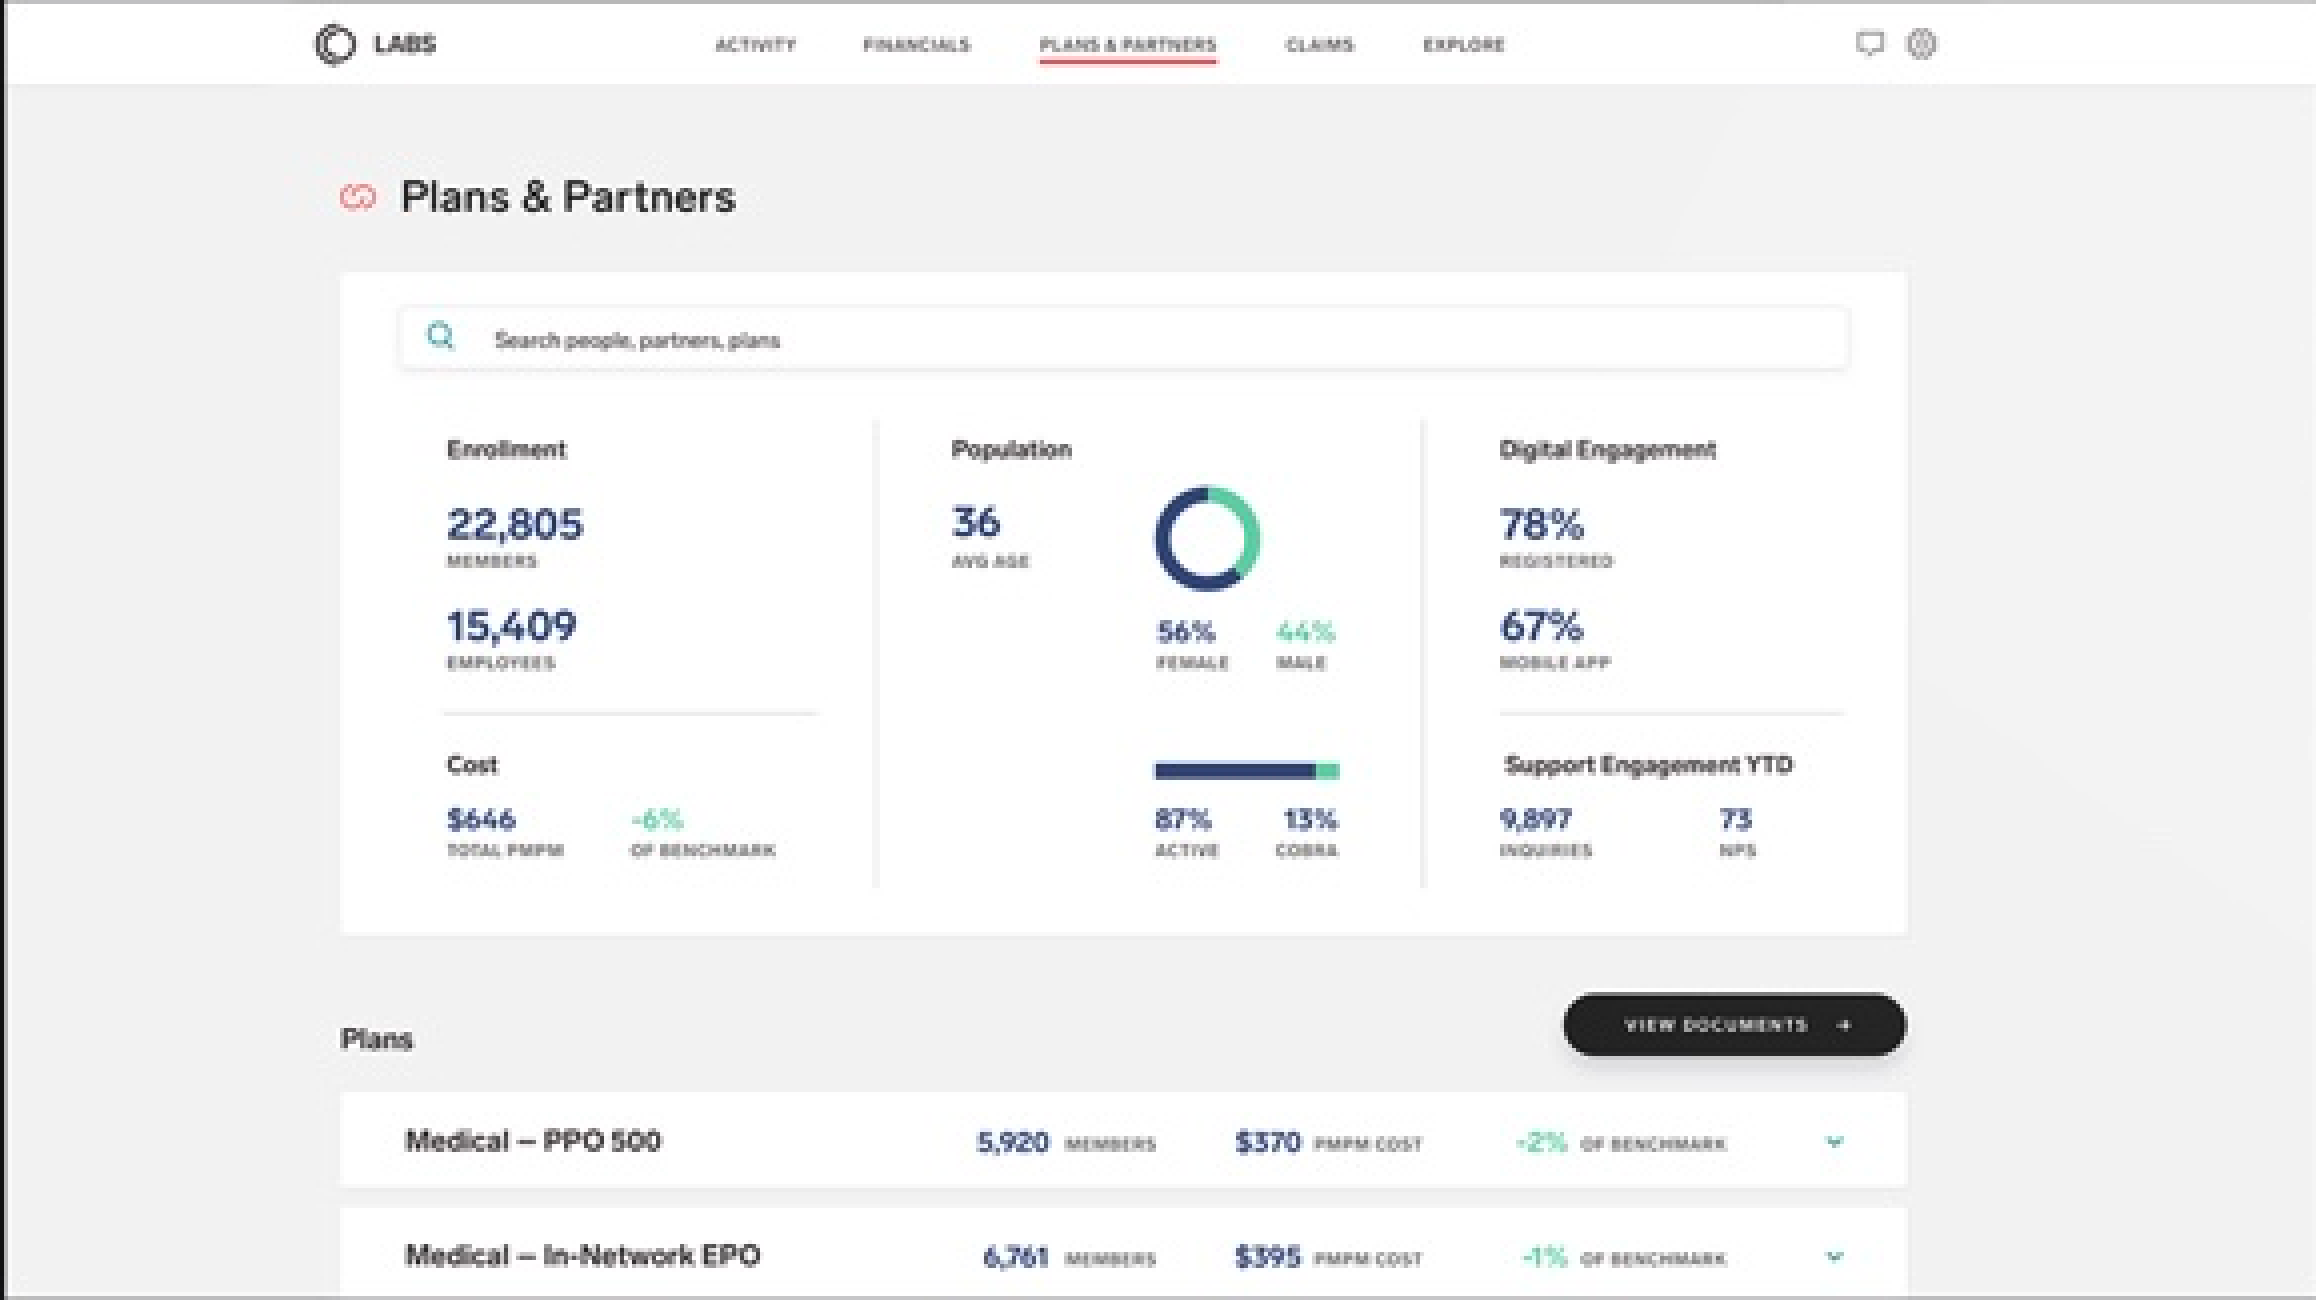 LABS
ACTIVITY FINANCIALS PLANS & PARTNERS CLAIMS EXPLORE
Plans & Partners
Search people, partners, plans
Enrollment
22,805
MEMBERS
15,409
EMPLOYEES
Cost
$646
TOTAL PMPM
-6%
OF BENCHMARK
Population
36
AVG AGE
56%
FEMALE
44%
MALE
87%
ACTIVE
13%
COBRA
Digital Engagement
78%
REGISTERED
67%
MOBILE APP
Support Engagement YTD
9,897
INQUIRIES
73
NPS
Plans
VIEW DOCUMENTS
Medical – PPO 500 5,920 MEMBERS $370 PMPM COST -2% OF BENCHMARK
Medical – In-Network EPO 6,761 MEMBERS $395 PMPM COST -1% OF BENCHMARK